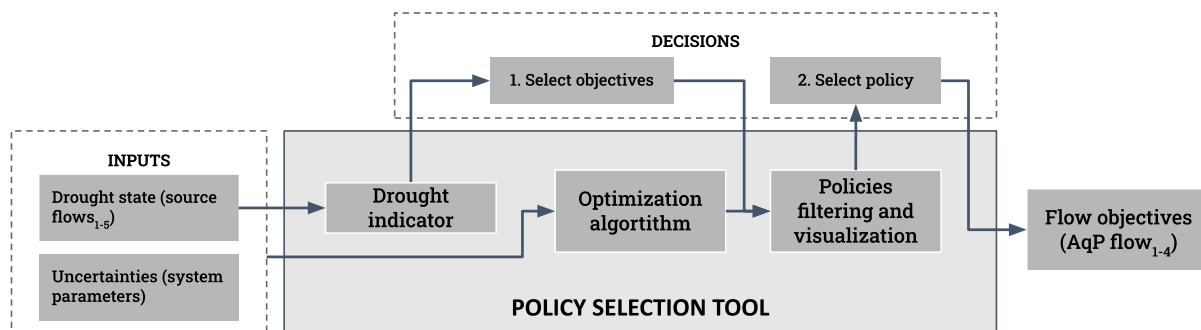 DECISIONS
1. Select objectives
2. Select policy
INPUTS
Drought state (source
flows1-5)
Uncertainties (system
parameters)
Drought
indicator
Optimization
algortithm
Policies
filtering and
visualization
POLICY SELECTION TOOL
Flow objectives
(AqP flow1-4)